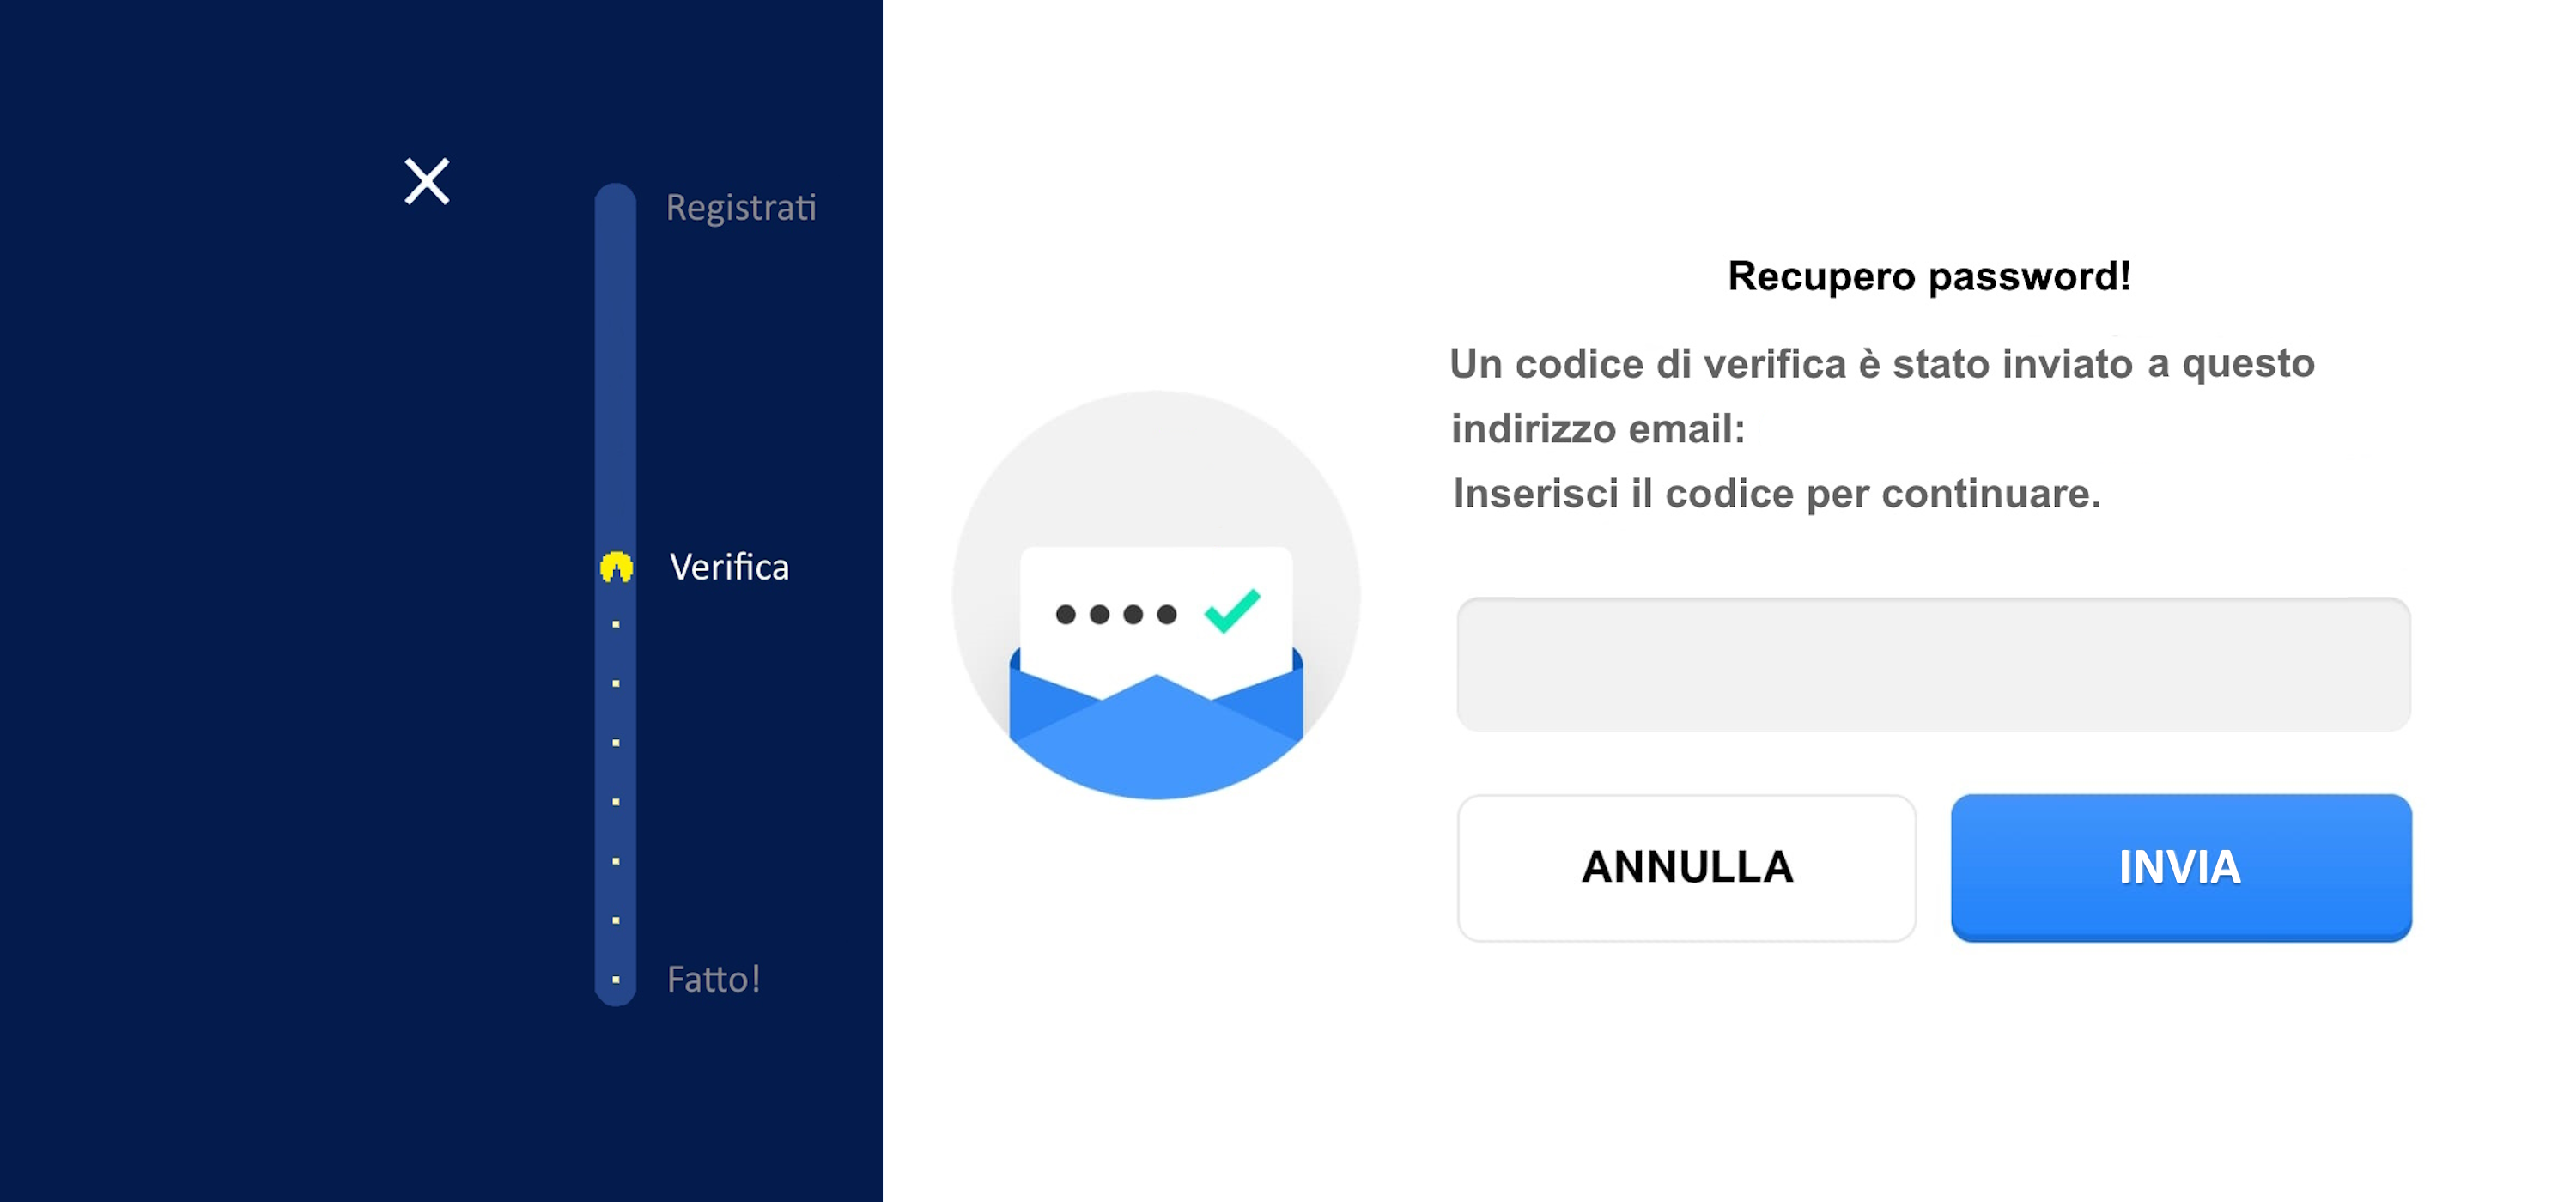 Registrati
Verifica
Fatto!
Recupero password!
Un codice di verifica è stato inviato a questo
indirizzo email:
Inserisci il codice per continuare.
ANNULLA
INVIA